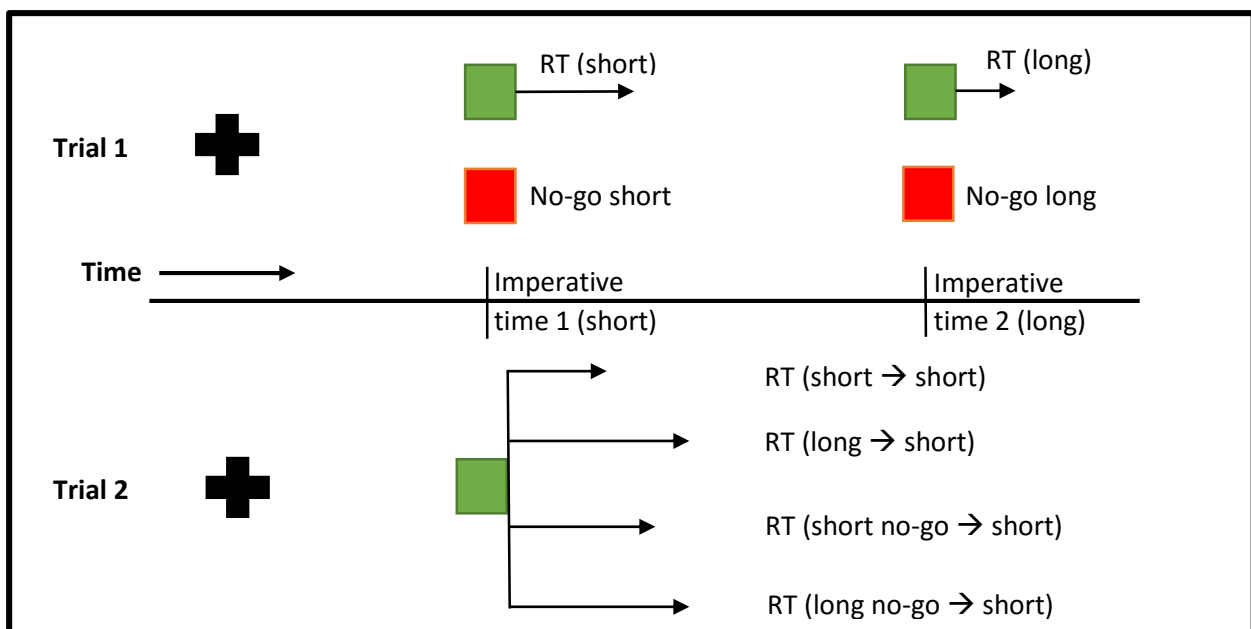 RT (short)
RT (long)
Trial 1
No-go short
No-go long
Time
Imperative
time 1 (short)
Imperative
time 2 (long)
RT (short → short)
RT (long → short)
Trial 2
RT (short no-go → short)
RT (long no-go → short)